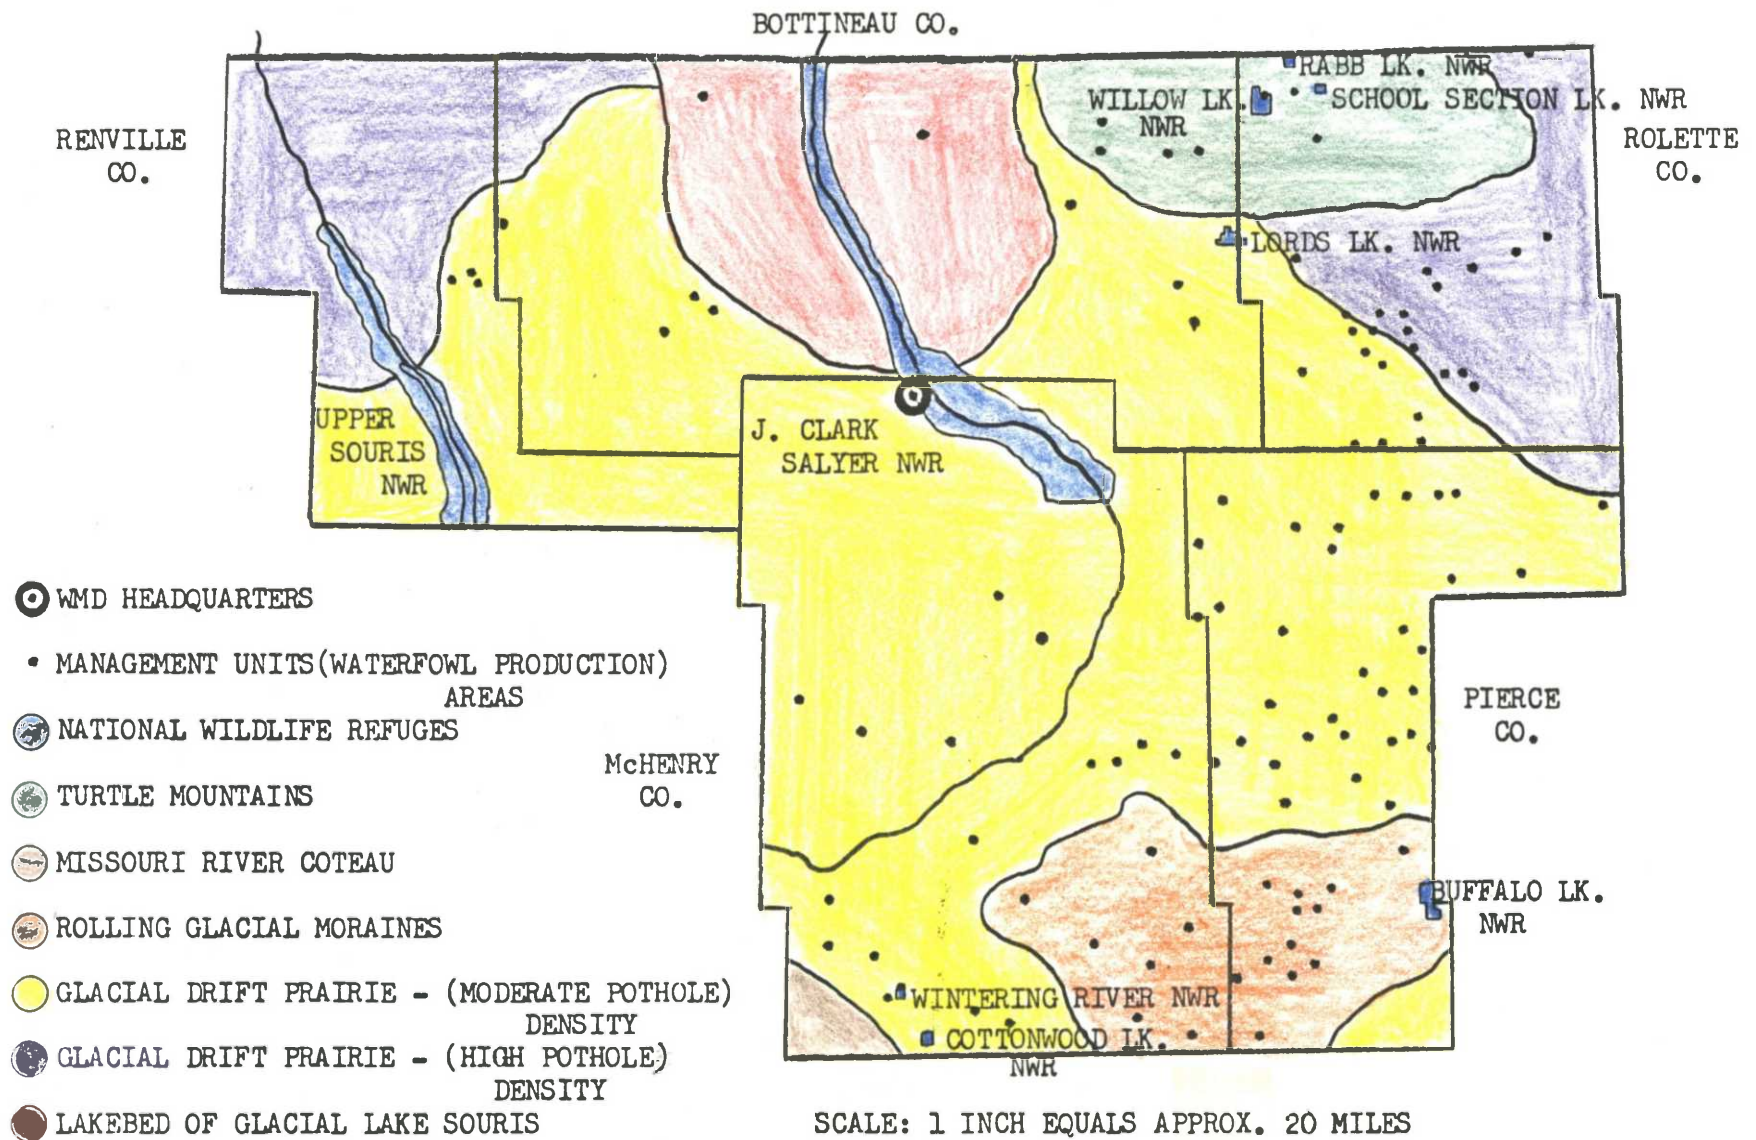 BOTTINEAU CO.
RENVILLE
CO.
RABB LK. NWR
WILLOW LK.
NWR
SCHOOL SECTION LK. NWR
ROLETTE
CO.
LORDS LK. NWR
UPPER
SOURIS
NWR
J. CLARK
SALYER NWR
WMD HEADQUARTERS
MANAGEMENT UNITS(WATERFOWL PRODUCTION)
AREAS
NATIONAL WILDLIFE REFUGES
McHENRY
CO.
PIERCE
CO.
TURTLE MOUNTAINS
MISSOURI RIVER COTEAU
ROLLING GLACIAL MORAINES
BUFFALO LK.
NWR
GLACIAL DRIFT PRAIRIE - (MODERATE POTHOLE)
DENSITY
WINTERING RIVER NWR
COTTONWOOD LK.
NWR
GLACIAL DRIFT PRAIRIE - (HIGH POTHOLE)
DENSITY
LAKEBED OF GLACIAL LAKE SOURIS
SCALE: 1 INCH EQUALS APPROX. 20 MILES